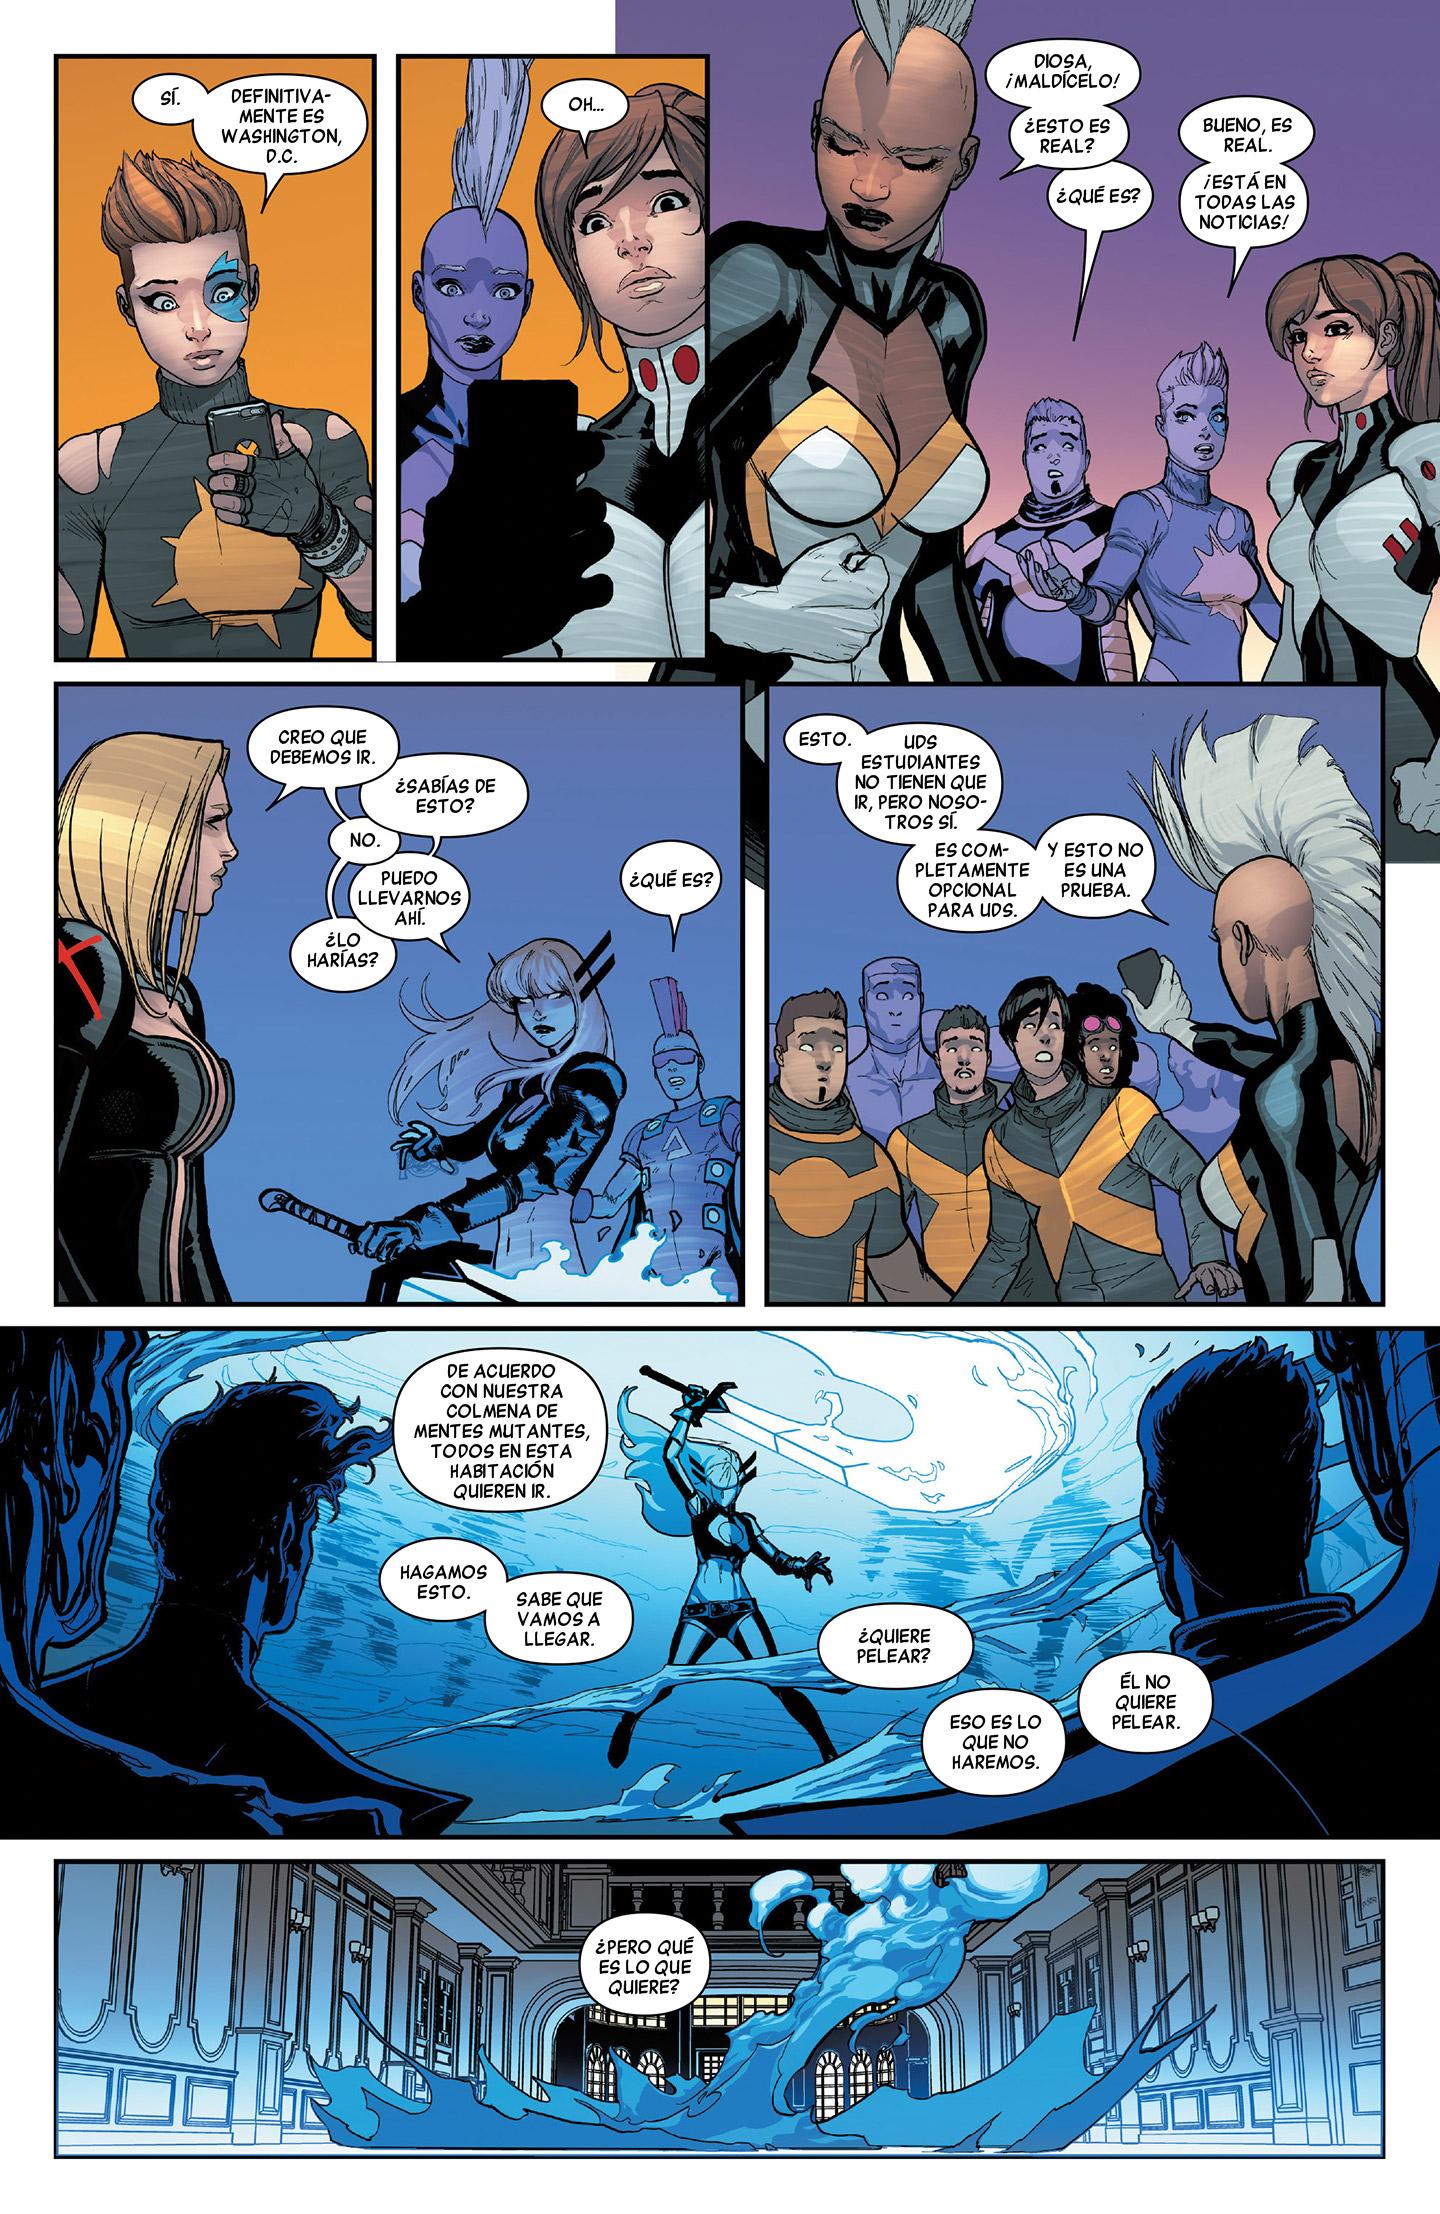 SÍ.
DEFINITIVA-
MENTE ES
WASHINGTON,
D.C.
OH...
DIOSA,
¡MALDÍCELO!
¿ESTO ES
REAL?
¿QUÉ ES?
BUENO, ES
REAL.
¡ESTÁ EN
TODAS LAS
NOTICIAS!
CREO QUE
DEBEMOS IR.
¿SABÍAS DE
ESTO?
NO.
PUEDO
LLEVARNOS
AHÍ.
¿LO
HARÍAS?
¿QUÉ ES?
ESTO.
UDS
ESTUDIANTES
NO TIENEN QUE
IR, PERO NOSO-
TROS SÍ.
ES COM-
PLETAMENTE
OPCIONAL
PARA UDS.
Y ESTO NO
ES UNA
PRUEBA.
DE ACUERDO
CON NUESTRA
COLMENA DE
MENTES MUTANTES,
TODOS EN ESTA
HABITACIÓN
QUIEREN IR.
HAGAMOS
ESTO.
SABE QUE
VAMOS A
LLEGAR.
¿QUIERE
PELEAR?
ESO ES LO
QUE NO
HAREMOS.
ÉL NO
QUIERE
PELEAR.
¿PERO QUÉ
ES LO QUE
QUIERE?